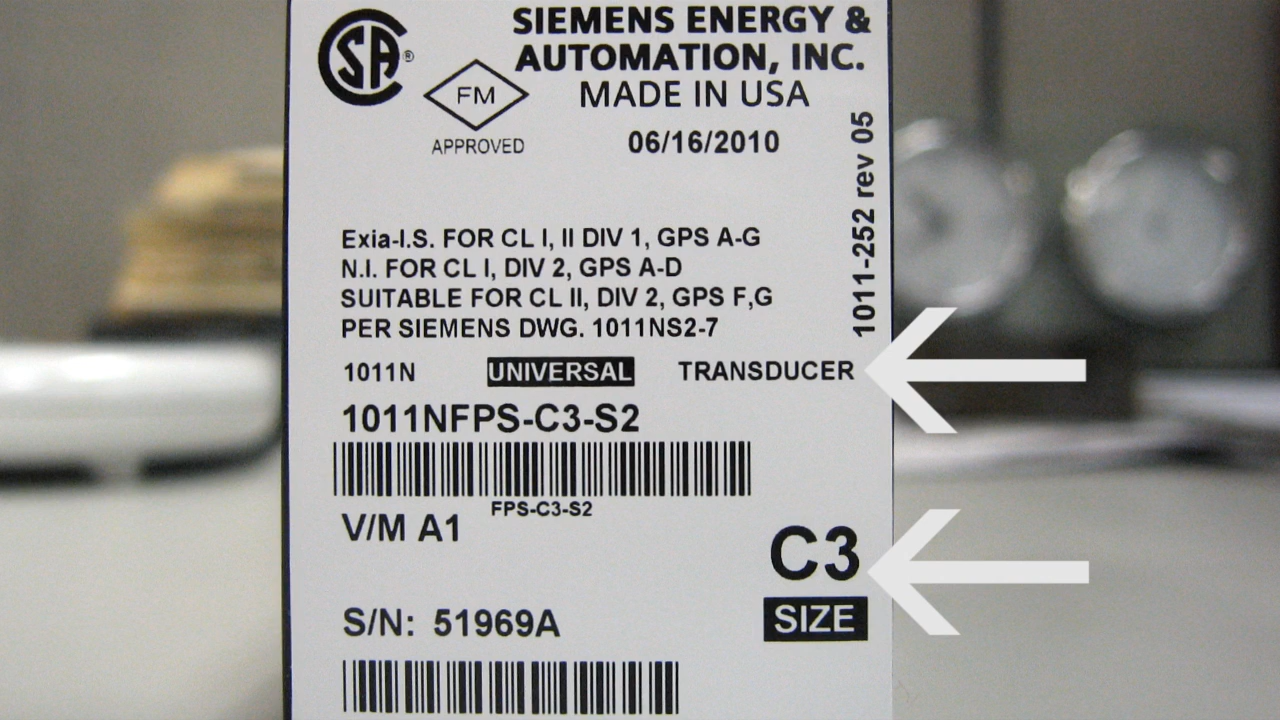 CSA®
FM
APPROVED
SIEMENS ENERGY &
AUTOMATION, INC.
MADE IN USA
06/16/2010
1011-252 rev 05
Exia-I.S. FOR CL I, II DIV 1, GPS A-G
N.I. FOR CL I, DIV 2, GPS A-D
SUITABLE FOR CL II, DIV 2, GPS F,G
PER SIEMENS DWG. 1011NS2-7
1011N UNIVERSAL TRANSDUCER
1011NFPS-C3-S2
FPS-C3-S2
V/M A1
C3
SIZE
S/N: 51969A